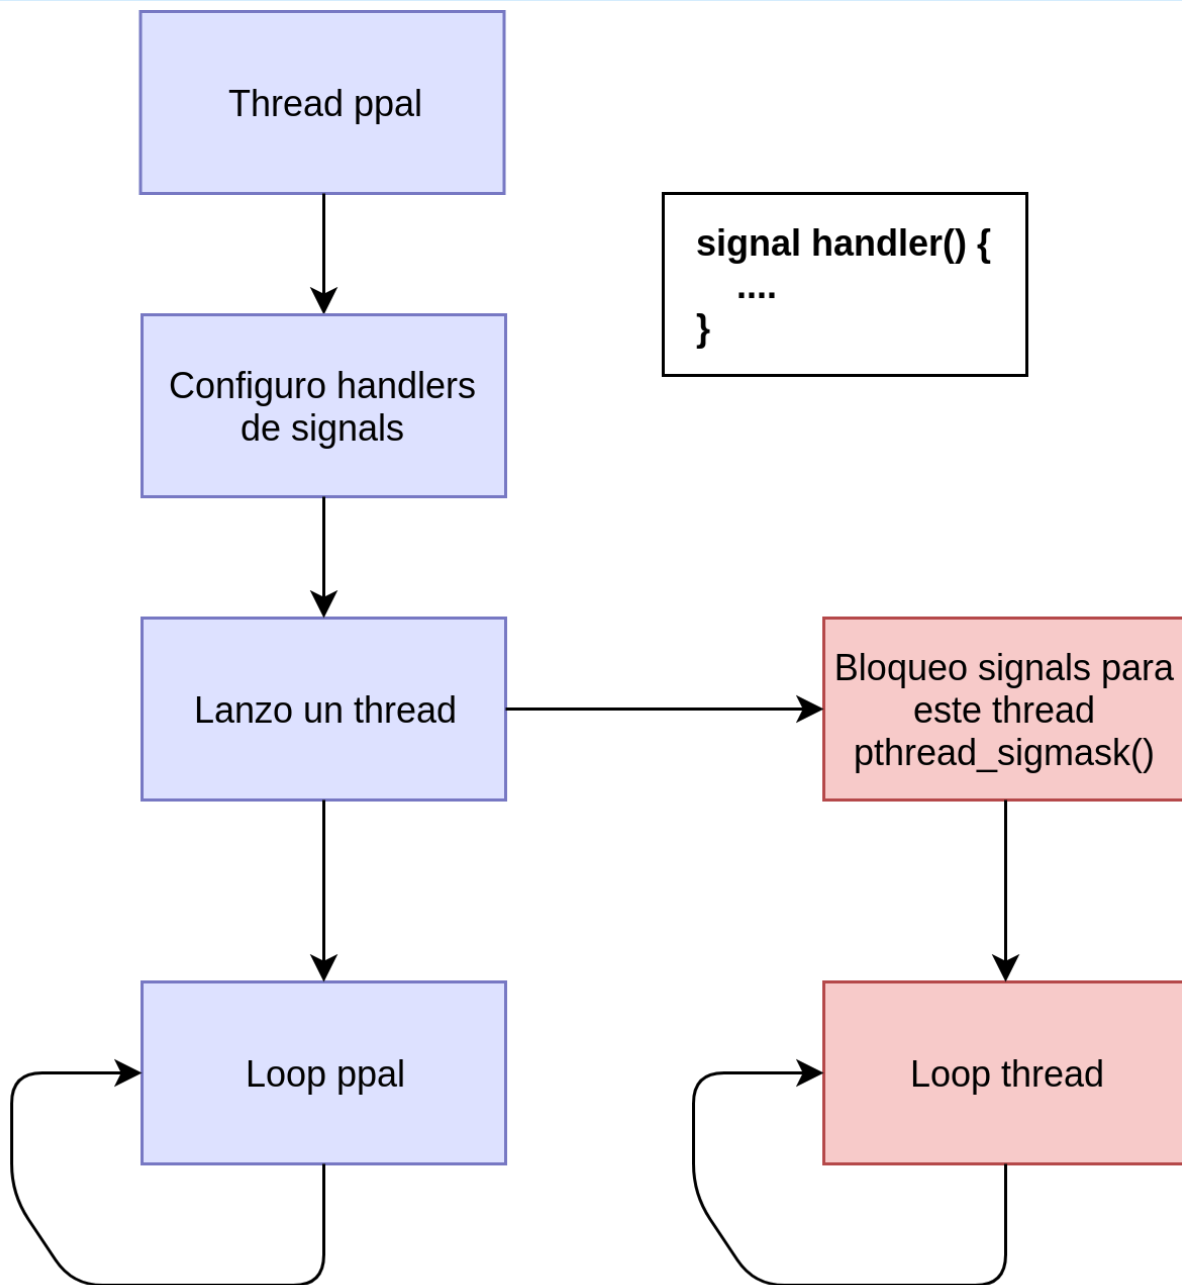 Thread ppal
signal handler() {
....
}
Configuro handlers
de signals
Lanzo un thread
Bloqueo signals para
este thread
pthread_sigmask()
Loop ppal
Loop thread